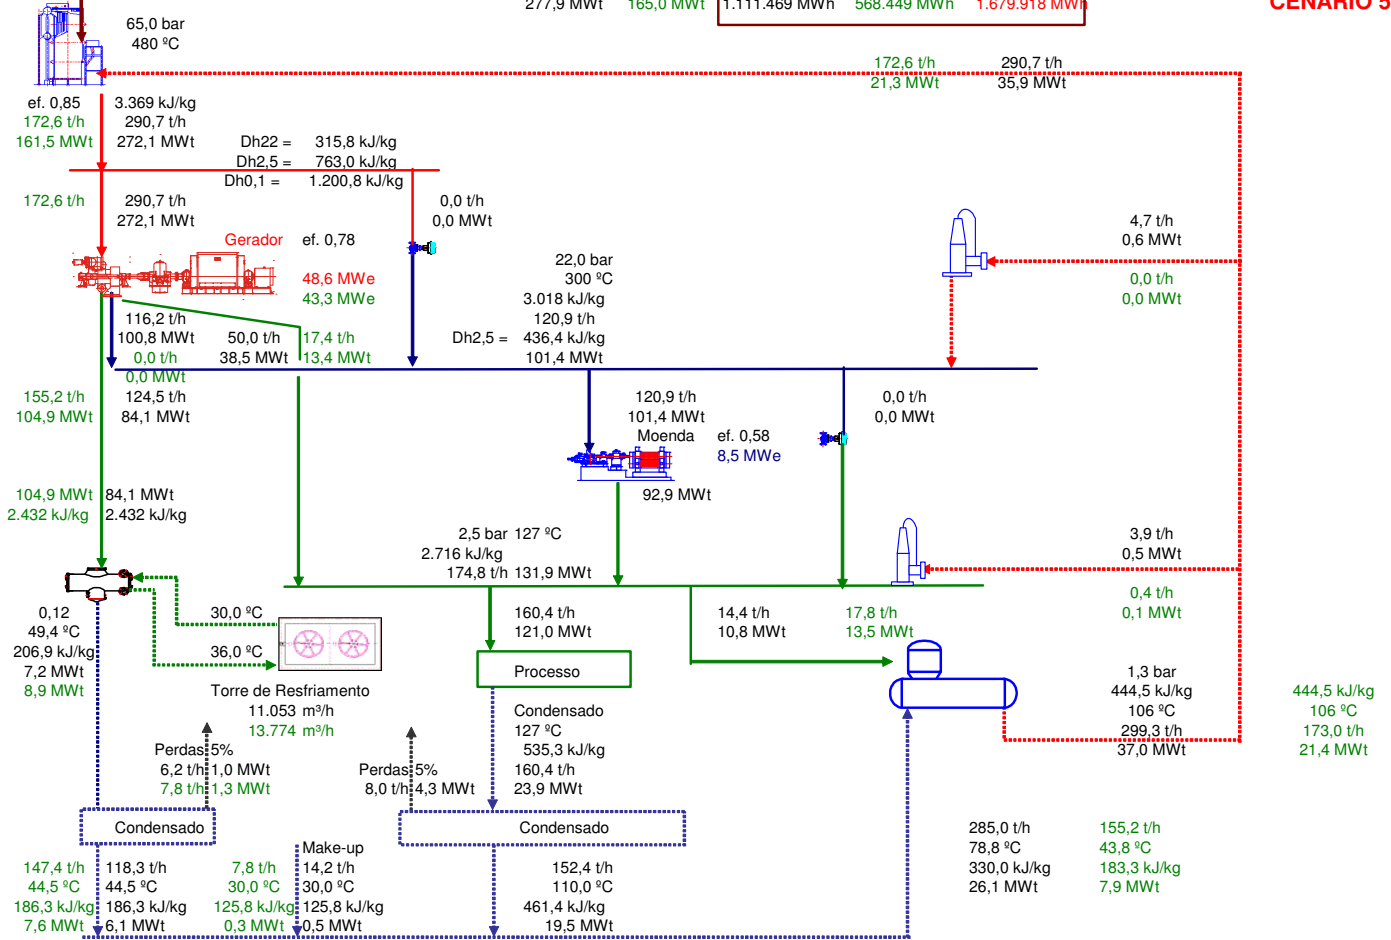 277,9 MWt 165,0 MWt 1.111.469 MWh 568.449 MWh 1.679.918 MWh CENÁRIO 5
65,0 bar
480 ºC
172,6 t/h 290,7 t/h
21,3 MWt 35,9 MWt
ef. 0,85 3.369 kJ/kg
172,6 t/h 290,7 t/h
161,5 MWt 272,1 MWt
Dh22 = 315,8 kJ/kg
Dh2,5 = 763,0 kJ/kg
Dh0,1 = 1.200,8 kJ/kg
172,6 t/h 290,7 t/h
272,1 MWt
0,0 t/h
0,0 MWt
Gerador ef. 0,78
48,6 MWe
43,3 MWe
4,7 t/h
0,6 MWt
0,0 t/h
0,0 MWt
22,0 bar
300 ºC
3.018 kJ/kg
120,9 t/h
Dh2,5 = 436,4 kJ/kg
101,4 MWt
116,2 t/h
100,8 MWt
0,0 t/h
0,0 MWt
50,0 t/h 17,4 t/h
38,5 MWt 13,4 MWt
155,2 t/h 124,5 t/h
104,9 MWt 84,1 MWt
120,9 t/h
101,4 MWt
Moenda ef. 0,58
8,5 MWe
92,9 MWt
0,0 t/h
0,0 MWt
104,9 MWt 84,1 MWt
2.432 kJ/kg 2.432 kJ/kg
2,5 bar 127 ºC
2.716 kJ/kg
174,8 t/h 131,9 MWt
3,9 t/h
0,5 MWt
0,4 t/h
0,1 MWt
0,12
49,4 ºC
206,9 kJ/kg
7,2 MWt
8,9 MWt
30,0 ºC
36,0 ºC
Torre de Resfriamento
11.053 m³/h
13.774 m³/h
160,4 t/h
121,0 MWt
14,4 t/h 17,8 t/h
10,8 MWt 13,5 MWt
Processo
1,3 bar
444,5 kJ/kg 444,5 kJ/kg
106 ºC 106 ºC
299,3 t/h 173,0 t/h
37,0 MWt 21,4 MWt
Condensado
127 ºC
535,3 kJ/kg
160,4 t/h
23,9 MWt
Perdas 5%
6,2 t/h 1,0 MWt
7,8 t/h 1,3 MWt
Perdas 5%
8,0 t/h 4,3 MWt
Condensado
Condensado
285,0 t/h 155,2 t/h
78,8 ºC 43,8 ºC
330,0 kJ/kg 183,3 kJ/kg
26,1 MWt 7,9 MWt
Make-up
147,4 t/h 118,3 t/h 7,8 t/h 14,2 t/h 152,4 t/h
44,5 ºC 44,5 ºC 30,0 ºC 30,0 ºC 110,0 ºC
186,3 kJ/kg 186,3 kJ/kg 125,8 kJ/kg 125,8 kJ/kg 461,4 kJ/kg
7,6 MWt 6,1 MWt 0,3 MWt 0,5 MWt 19,5 MWt